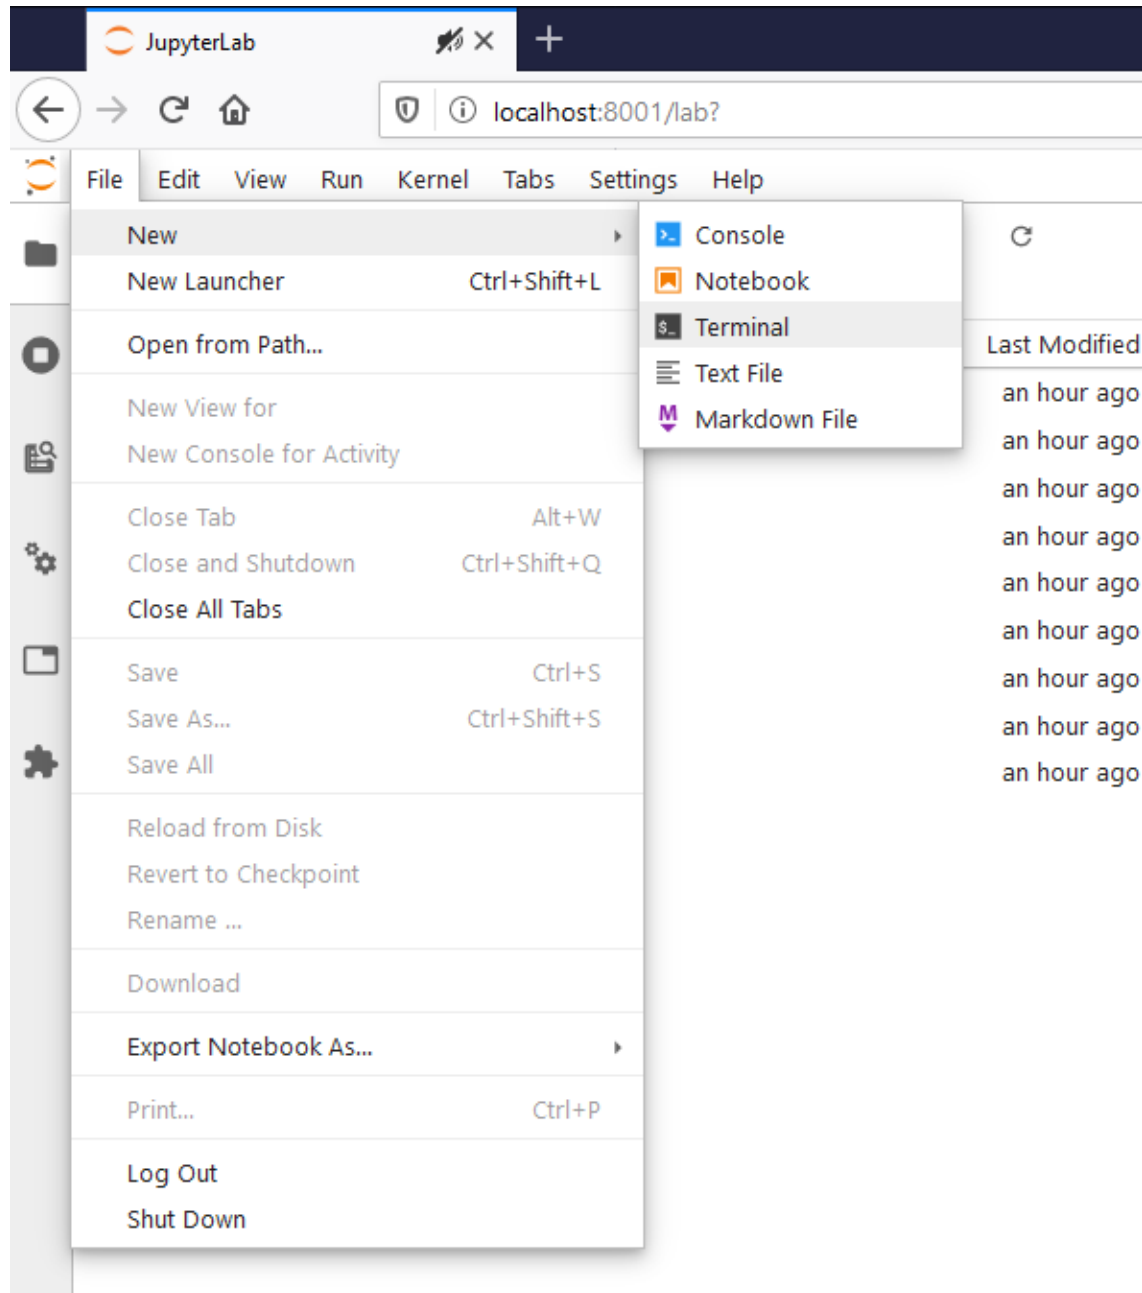 JupyterLab
localhost:8001/lab?
File Edit View Run Kernel Tabs Settings Help
New
New Launcher Ctrl+Shift+L
Open from Path...
New View for
New Console for Activity
Close Tab Alt+W
Close and Shutdown Ctrl+Shift+Q
Close All Tabs
Save Ctrl+S
Save As... Ctrl+Shift+S
Save All
Reload from Disk
Revert to Checkpoint
Rename ...
Download
Export Notebook As...
Print... Ctrl+P
Log Out
Shut Down
Console
Notebook
$_ Terminal
Text File
M Markdown File
Last Modified
an hour ago
an hour ago
an hour ago
an hour ago
an hour ago
an hour ago
an hour ago
an hour ago
an hour ago